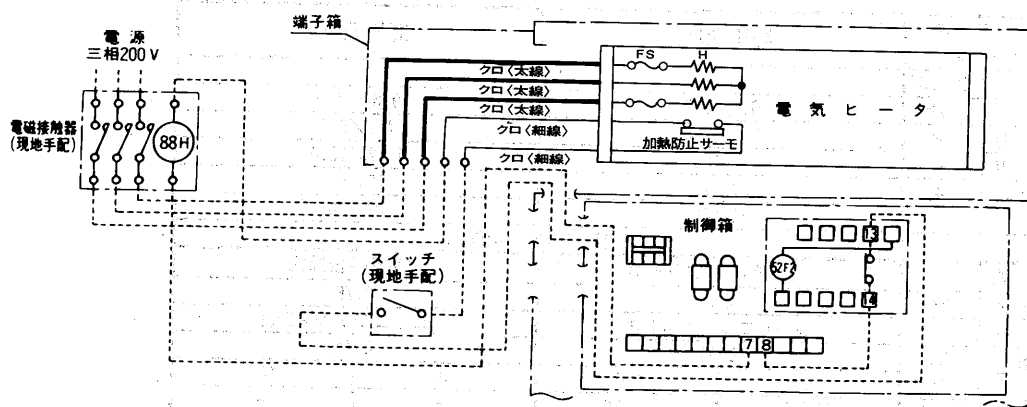 端子箱
電源
三相200V
FS
H
クロ〈太線〉
クロ〈太線〉
クロ〈太線〉
電気ヒータ
電磁接触器
(現地手配)
88H
クロ〈細線〉
加熱防止サーモ
クロ〈細線〉
制御箱
13
スイッチ
(現地手配)
52F2
14
7 8